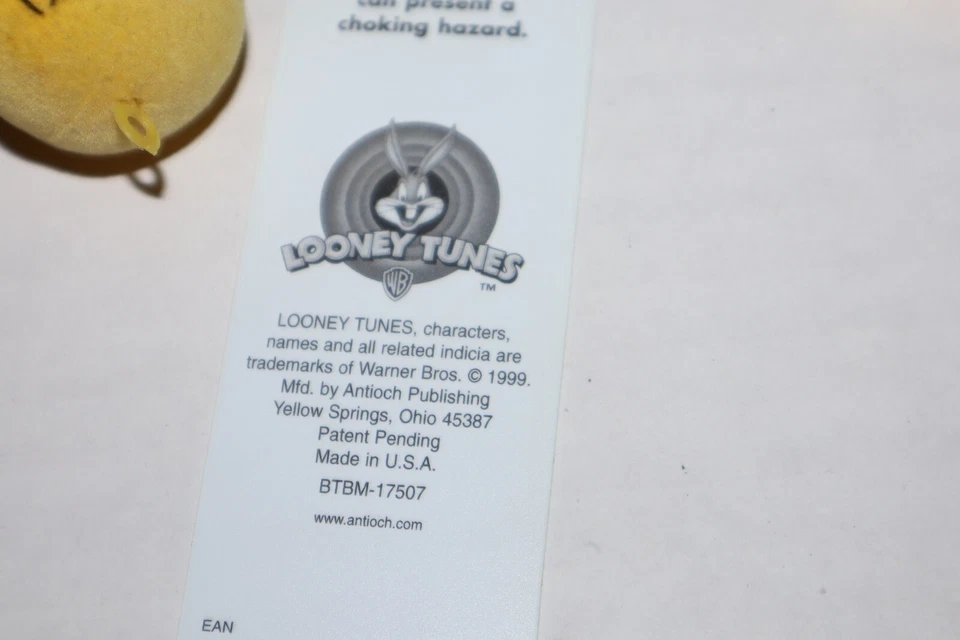 can present a
choking hazard.
LOONEY TUNES
WB
TM
LOONEY TUNES, characters,
names and all related indicia are
trademarks of Warner Bros. © 1999.
Mfd. by Antioch Publishing
Yellow Springs, Ohio 45387
Patent Pending
Made in U.S.A.
BTBM-17507
www.antioch.com
EAN